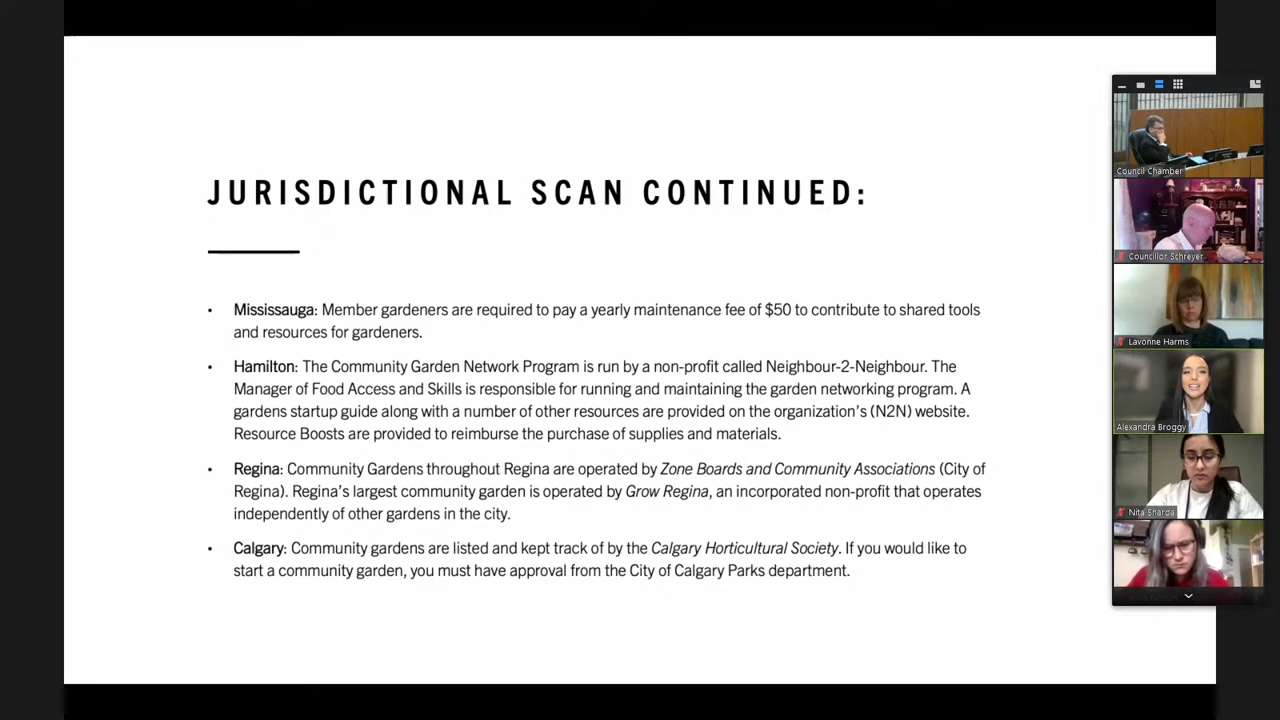 JURISDICTIONAL SCAN CONTINUED:
• Mississauga: Member gardeners are required to pay a yearly maintenance fee of $50 to contribute to shared tools
and resources for gardeners.
• Hamilton: The Community Garden Network Program is run by a non-profit called Neighbour-2-Neighbour. The
Manager of Food Access and Skills is responsible for running and maintaining the garden networking program. A
gardens startup guide along with a number of other resources are provided on the organization's (N2N) website.
Resource Boosts are provided to reimburse the purchase of supplies and materials.
• Regina: Community Gardens throughout Regina are operated by Zone Boards and Community Associations (City of
Regina). Regina's largest community garden is operated by Grow Regina, an incorporated non-profit that operates
independently of other gardens in the city.
• Calgary: Community gardens are listed and kept track of by the Calgary Horticultural Society. If you would like to
start a community garden, you must have approval from the City of Calgary Parks department.
Council Chamber
Councillor Schreyer
Lavonne Harms
Alexandra Broggy
Nita Sharda